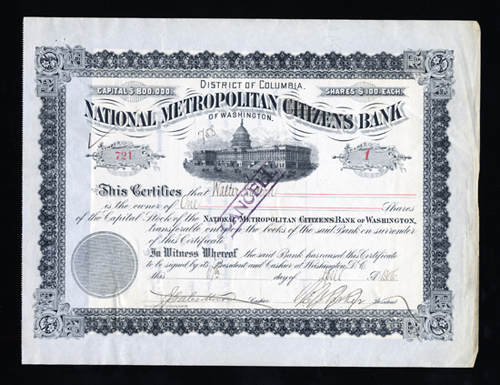 DISTRICT OF COLUMBIA.
CAPITAL $800,000. SHARES $100 EACH
NATIONAL METROPOLITAN CITIZENS BANK
OF WASHINGTON.
788
721 1
This Certifies, that Walter
is the owner of One Shares
of the Capital Stock of the NATIONAL METROPOLITAN CITIZENS BANK OF WASHINGTON,
transferable only on the books of the said Bank on surrender
of this Certificate.
In Witness Whereof, the said Bank has caused this Certificate
to be signed by its President and Cashier at Washington, D.C.
this day of A.D.
Cashier President